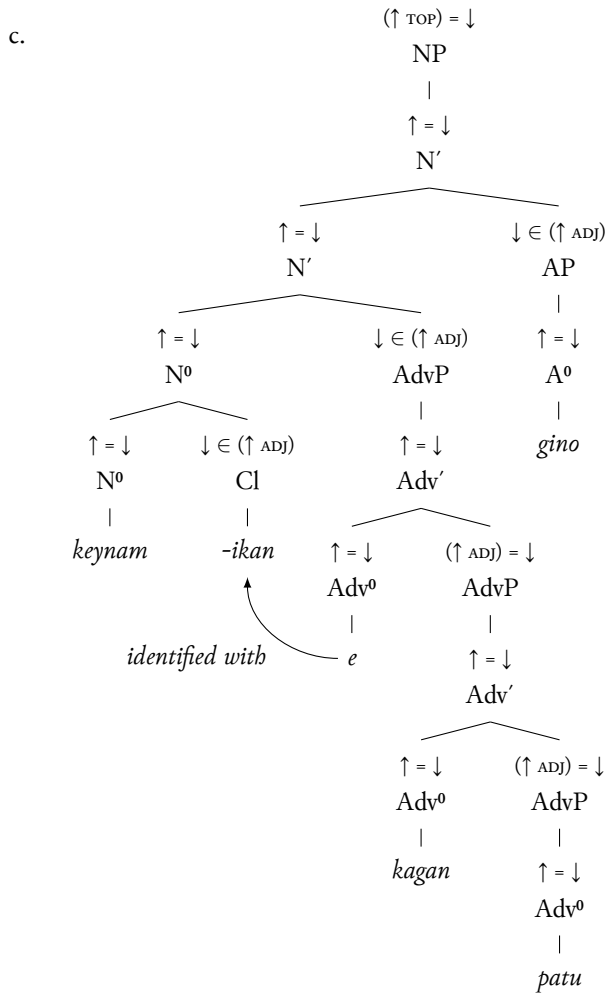 c.
(↑ TOP) = ↓
NP
↑ = ↓
N′
↑ = ↓ ↓ ∈ (↑ ADJ)
N′ AP
↑ = ↓ ↓ ∈ (↑ ADJ) ↑ = ↓
N⁰ AdvP A⁰
↑ = ↓ ↓ ∈ (↑ ADJ) ↑ = ↓ gino
N⁰ Cl Adv′
keynam -ikan ↑ = ↓ (↑ ADJ) = ↓
Adv⁰ AdvP
identified with e ↑ = ↓
Adv′
↑ = ↓ (↑ ADJ) = ↓
Adv⁰ AdvP
kagan ↑ = ↓
Adv⁰
patu